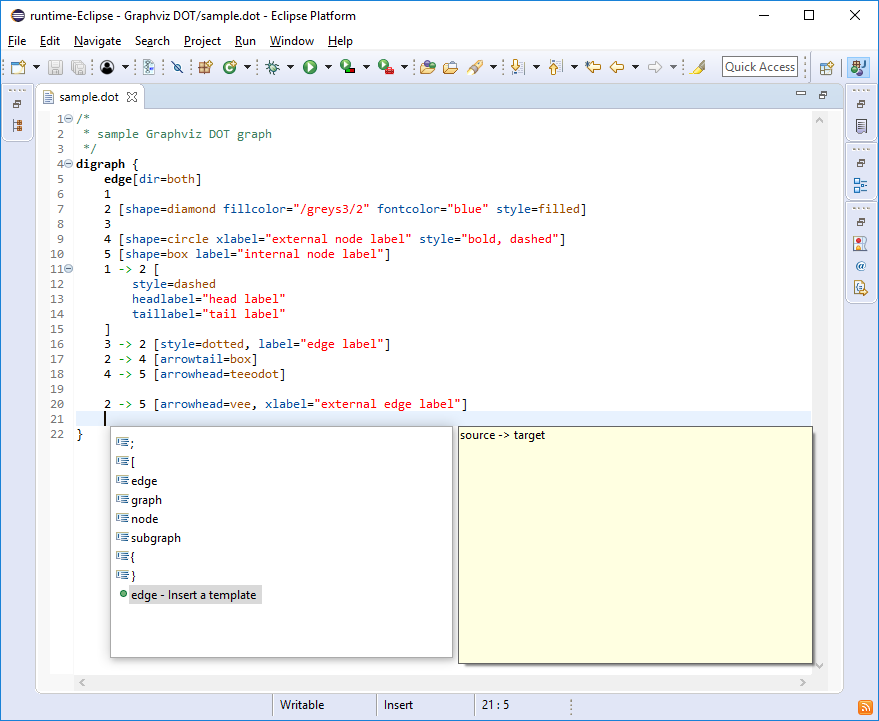 runtime-Eclipse - Graphviz DOT/sample.dot - Eclipse Platform
File Edit Navigate Search Project Run Window Help
Quick Access
sample.dot
1 /*
2  * sample Graphviz DOT graph
3  */
4 digraph {
5     edge[dir=both]
6     1
7     2 [shape=diamond fillcolor="/greys3/2" fontcolor="blue" style=filled]
8     3
9     4 [shape=circle xlabel="external node label" style="bold, dashed"]
10     5 [shape=box label="internal node label"]
11     1 -> 2 [
12         style=dashed
13         headlabel="head label"
14         taillabel="tail label"
15     ]
16     3 -> 2 [style=dotted, label="edge label"]
17     2 -> 4 [arrowtail=box]
18     4 -> 5 [arrowhead=teeodot]
19
20     2 -> 5 [arrowhead=vee, xlabel="external edge label"]
21
22 }
;
[
edge
graph
node
subgraph
{
}
edge - Insert a template
source -> target
Writable Insert 21 : 5